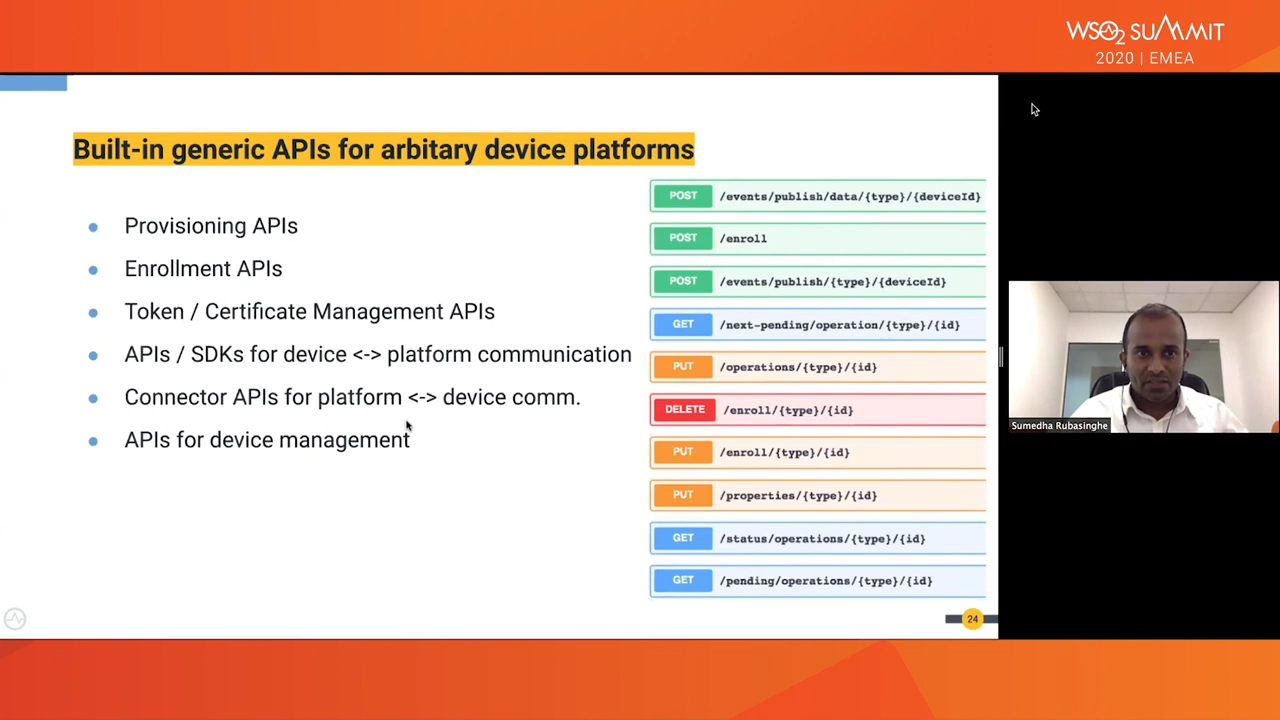 WSO2 SUMMIT
2020 | EMEA
Built-in generic APIs for arbitary device platforms
● Provisioning APIs
● Enrollment APIs
● Token / Certificate Management APIs
● APIs / SDKs for device <-> platform communication
● Connector APIs for platform <-> device comm.
● APIs for device management
POST /events/publish/data/{type}/{deviceId}
POST /enroll
POST /events/publish/{type}/{deviceId}
GET /next-pending/operation/{type}/{id}
PUT /operations/{type}/{id}
DELETE /enroll/{type}/{id}
PUT /enroll/{type}/{id}
PUT /properties/{type}/{id}
GET /status/operations/{type}/{id}
GET /pending/operations/{type}/{id}
24
Sumedha Rubasinghe